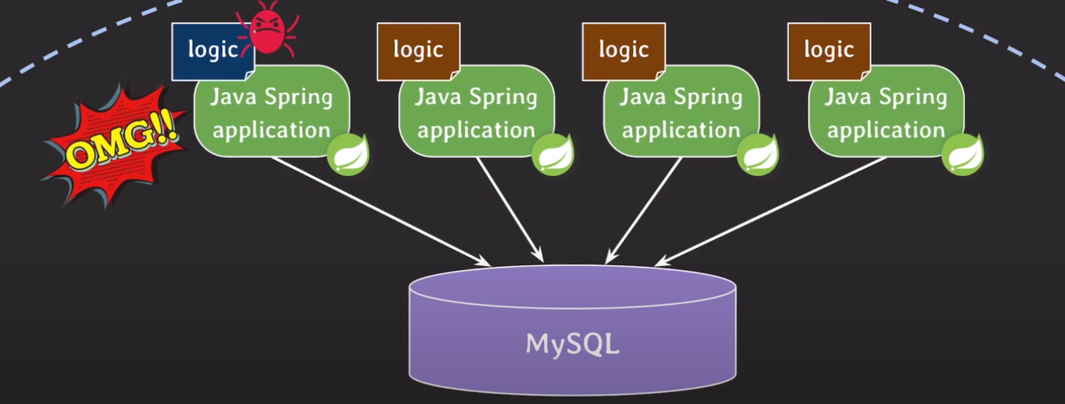 logic
logic
logic
logic
Java Spring
application
Java Spring
application
Java Spring
application
Java Spring
application
OMG!!
MySQL